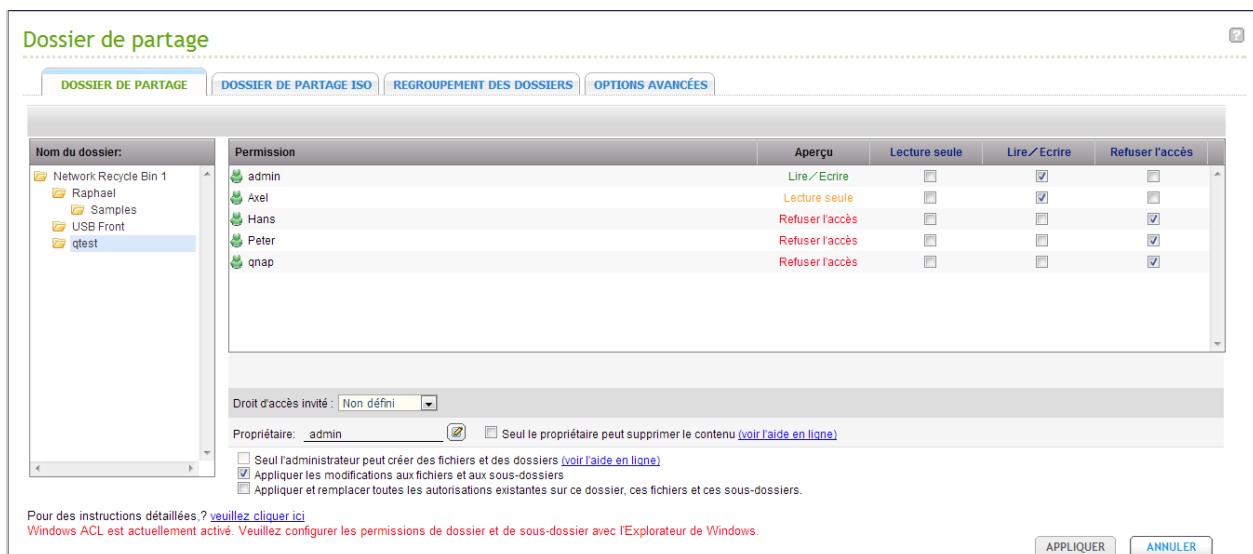 Dossier de partage
?
DOSSIER DE PARTAGE DOSSIER DE PARTAGE ISO REGROUPEMENT DES DOSSIERS OPTIONS AVANCÉES
Nom du dossier:
Network Recycle Bin 1
Raphael
Samples
USB Front
qtest
Permission Aperçu Lecture seule Lire／Ecrire Refuser l'accès
admin Lire／Ecrire
Axel Lecture seule
Hans Refuser l'accès
Peter Refuser l'accès
qnap Refuser l'accès
Droit d'accès invité : Non défini
Propriétaire: admin Seul le propriétaire peut supprimer le contenu (voir l'aide en ligne)
Seul l'administrateur peut créer des fichiers et des dossiers (voir l'aide en ligne)
Appliquer les modifications aux fichiers et aux sous-dossiers
Appliquer et remplacer toutes les autorisations existantes sur ce dossier, ces fichiers et ces sous-dossiers.
Pour des instructions détaillées,? veuillez cliquer ici
Windows ACL est actuellement activé. Veuillez configurer les permissions de dossier et de sous-dossier avec l'Explorateur de Windows.
APPLIQUER ANNULER